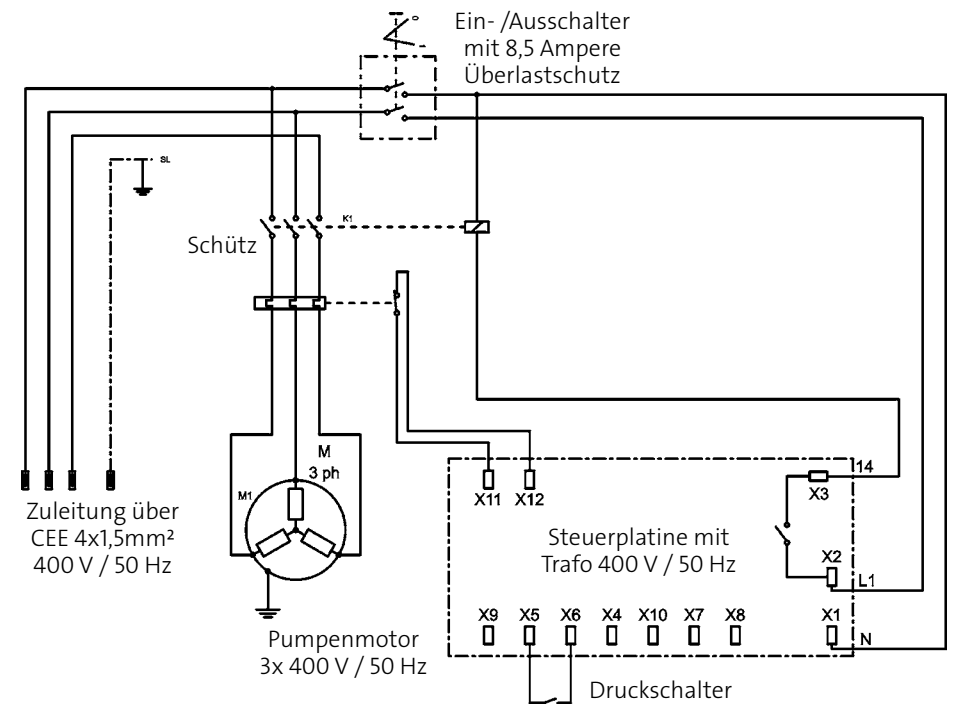 Ein- /Ausschalter
mit 8,5 Ampere
Überlastschutz
SL
K1
Schütz
M
3 ph
M1
14
X3
X11 X12
Zuleitung über
CEE 4x1,5mm²
400 V / 50 Hz
Steuerplatine mit
Trafo 400 V / 50 Hz
X2
L1
X9 X5 X6 X4 X10 X7 X8 X1
N
Pumpenmotor
3x 400 V / 50 Hz
Druckschalter